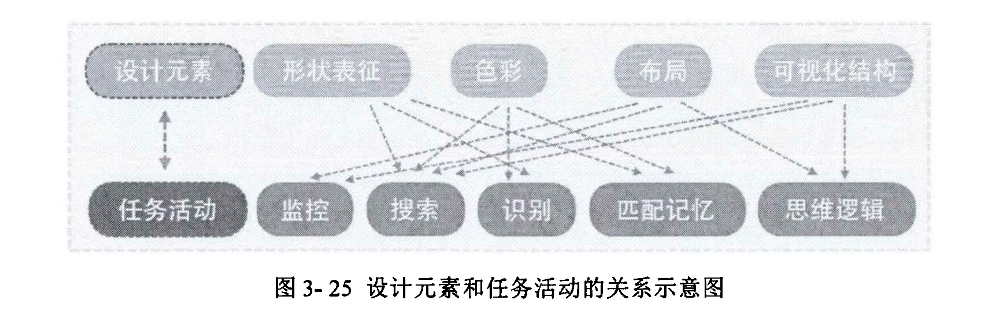 设计元素 形状表征 色彩 布局 可视化结构
任务活动 监控 搜索 识别 匹配记忆 思维逻辑
图 3- 25 设计元素和任务活动的关系示意图